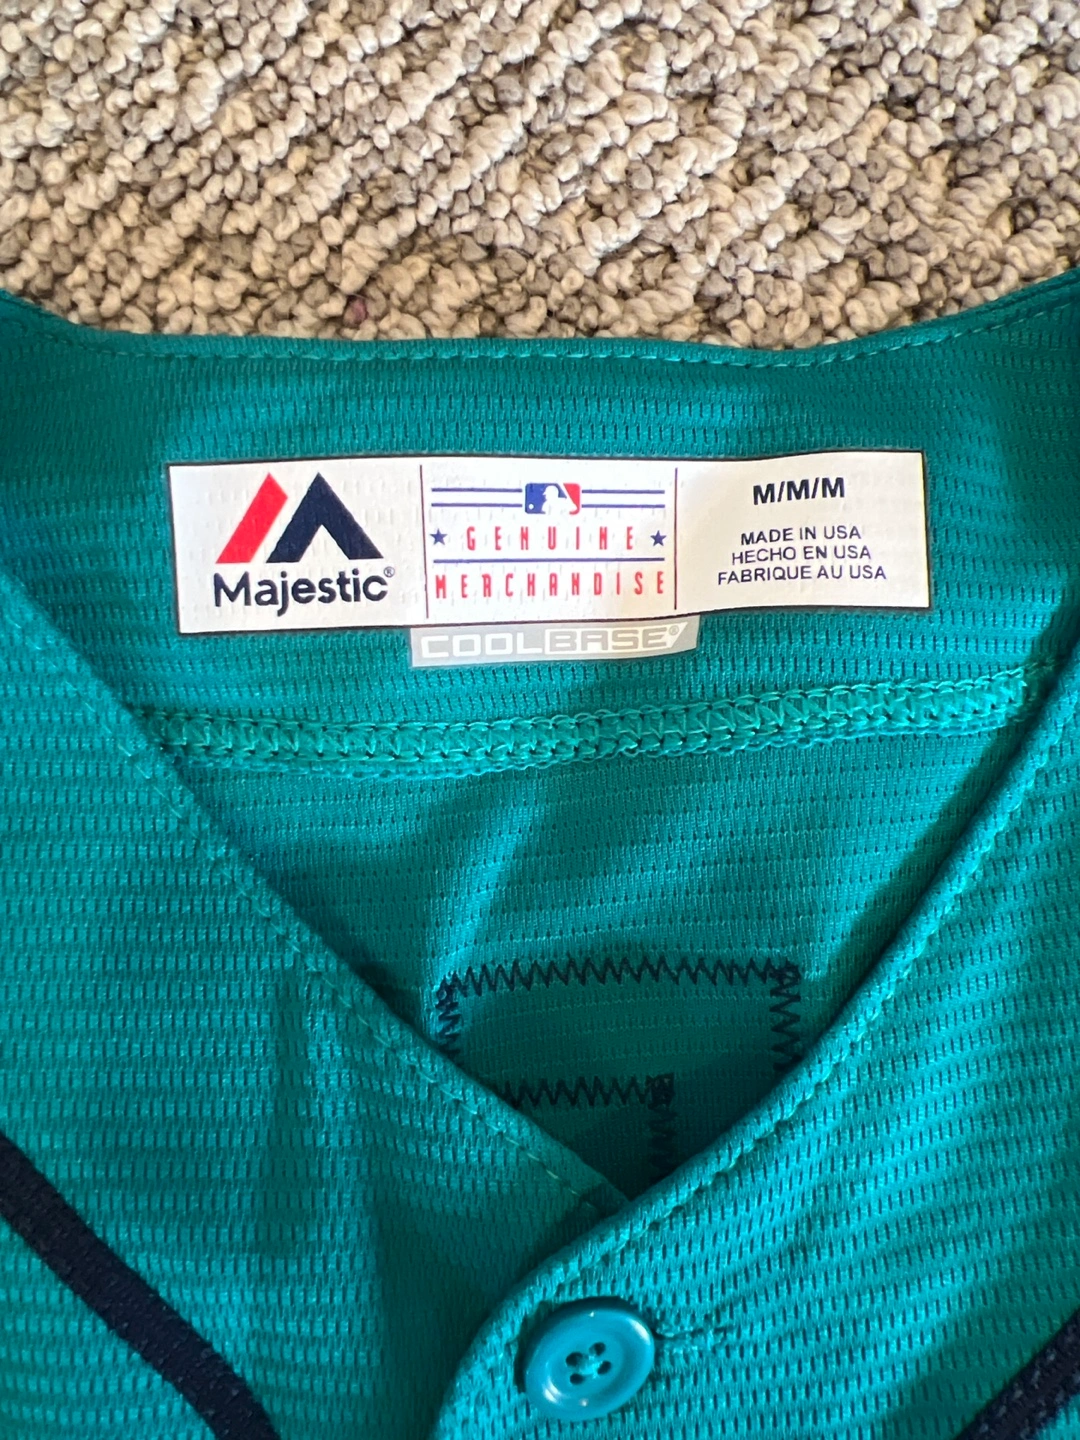 Majestic®
GENUINE
MERCHANDISE
M/M/M
MADE IN USA
HECHO EN USA
FABRIQUE AU USA
COOLBASE®